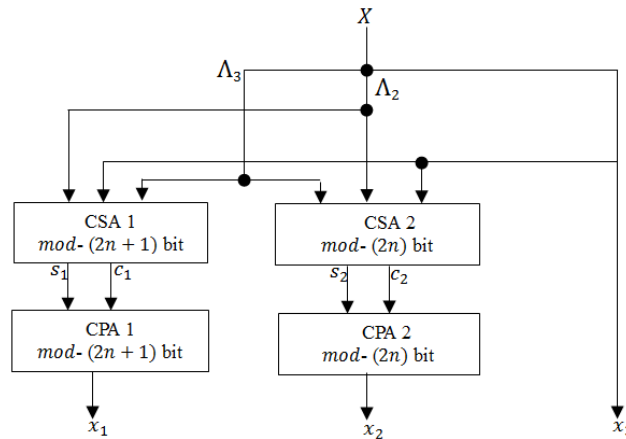 X
Λ₃
Λ₂
CSA 1
mod- (2n + 1) bit
CSA 2
mod- (2n) bit
s₁
c₁
s₂
c₂
CPA 1
mod- (2n + 1) bit
CPA 2
mod- (2n) bit
x₁
x₂